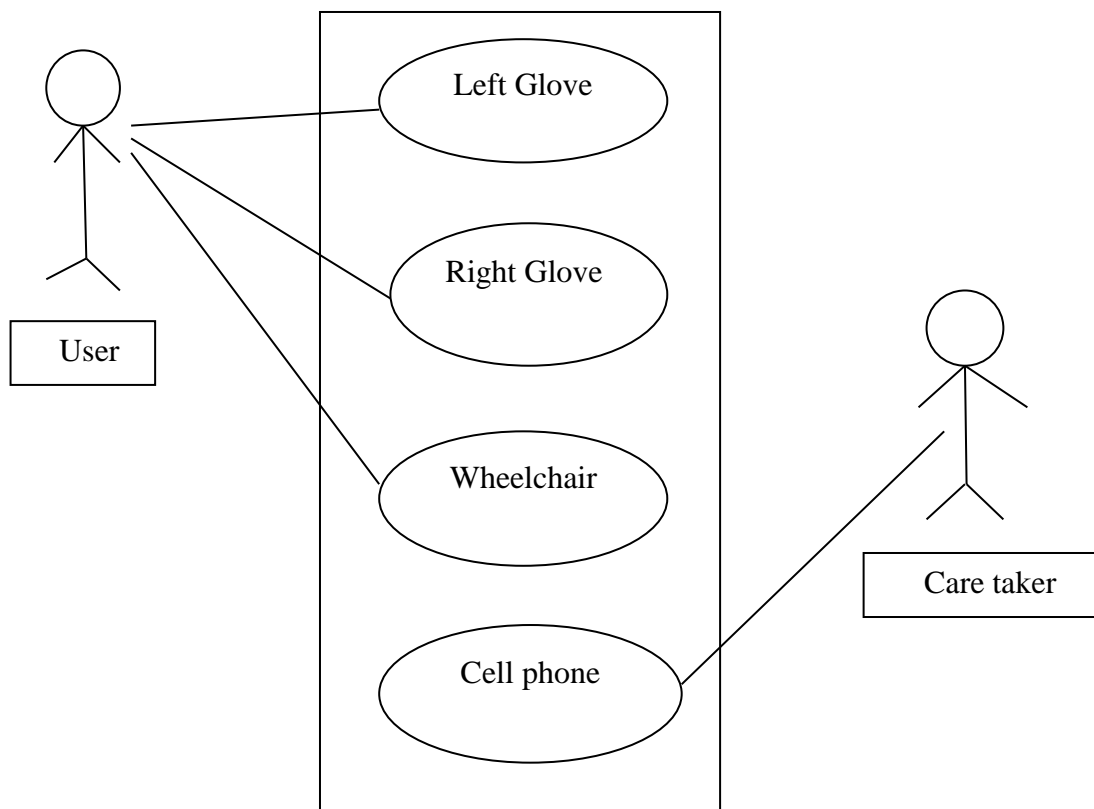 Left Glove
Right Glove
User
Wheelchair
Care taker
Cell phone